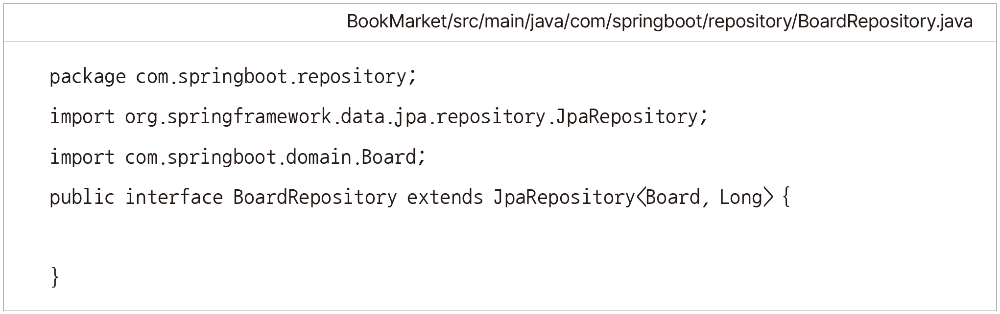 BookMarket/src/main/java/com/springboot/repository/BoardRepository.java
package com.springboot.repository;
import org.springframework.data.jpa.repository.JpaRepository;
import com.springboot.domain.Board;
public interface BoardRepository extends JpaRepository<Board, Long> {
}